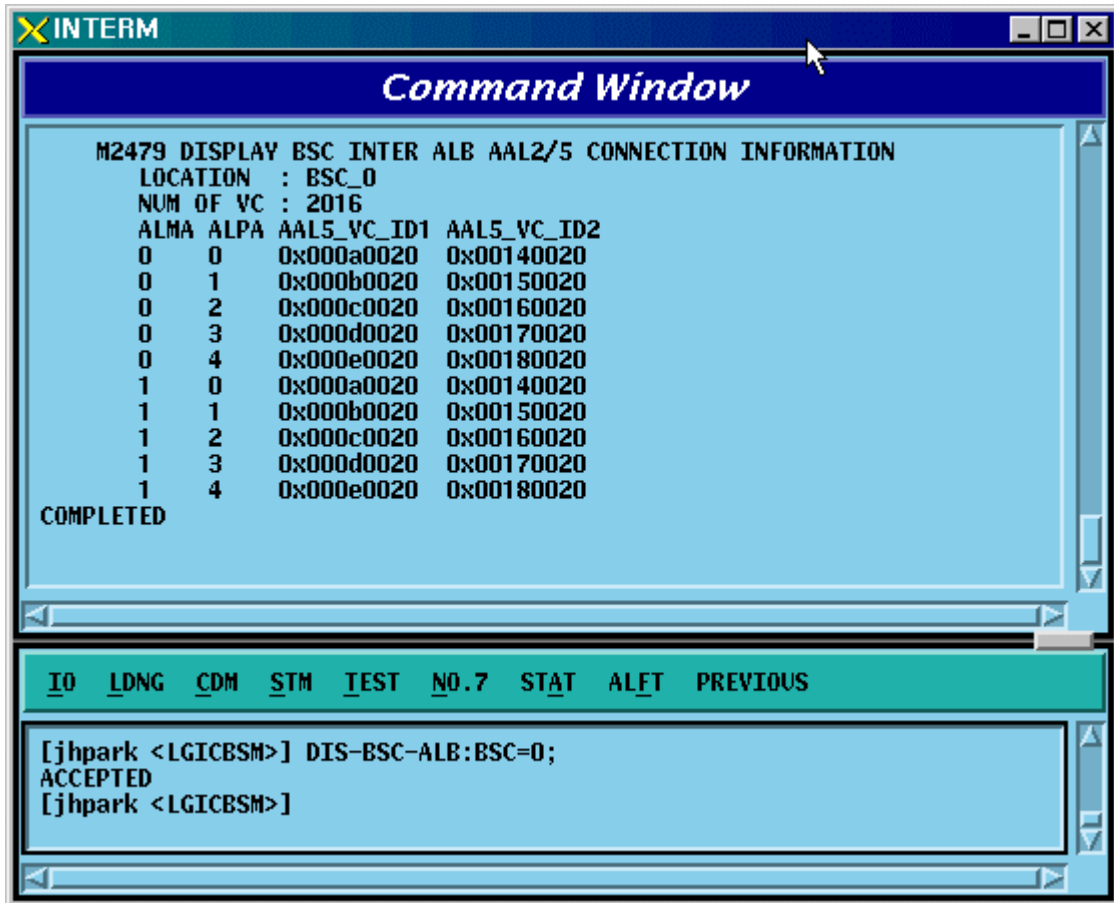 INTERM
Command Window
M2479 DISPLAY BSC INTER ALB AAL2/5 CONNECTION INFORMATION
LOCATION : BSC_0
NUM OF VC : 2016
ALMA ALPA AAL5_VC_ID1 AAL5_VC_ID2
0 0 0x000a0020 0x00140020
0 1 0x000b0020 0x00150020
0 2 0x000c0020 0x00160020
0 3 0x000d0020 0x00170020
0 4 0x000e0020 0x00180020
1 0 0x000a0020 0x00140020
1 1 0x000b0020 0x00150020
1 2 0x000c0020 0x00160020
1 3 0x000d0020 0x00170020
1 4 0x000e0020 0x00180020
COMPLETED
IO LDNG CDM STM TEST NO.7 STAT ALFT PREVIOUS
[jhpark <LGICBSM>] DIS-BSC-ALB:BSC=0;
ACCEPTED
[jhpark <LGICBSM>]